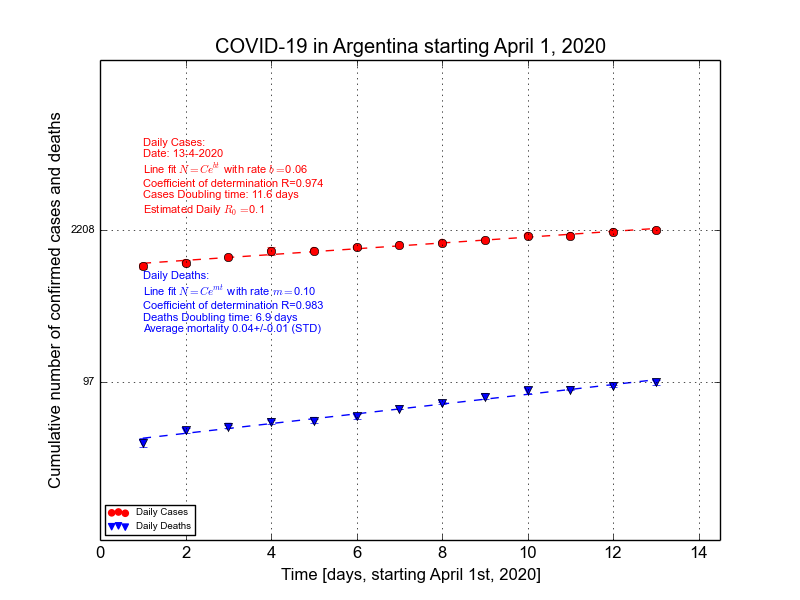 COVID-19 in Argentina starting April 1, 2020
Cumulative number of confirmed cases and deaths
Daily Cases:
Date: 13-4-2020
Line fit N=Ce^{bt} with rate b=0.06
Coefficient of determination R=0.974
Cases Doubling time: 11.6 days
Estimated Daily R_0=0.1
2208
Daily Deaths:
Line fit N=Ce^{mt} with rate m=0.10
Coefficient of determination R=0.983
Deaths Doubling time: 6.9 days
Average mortality 0.04+/-0.01 (STD)
97
Daily Cases
Daily Deaths
0 2 4 6 8 10 12 14
Time [days, starting April 1st, 2020]